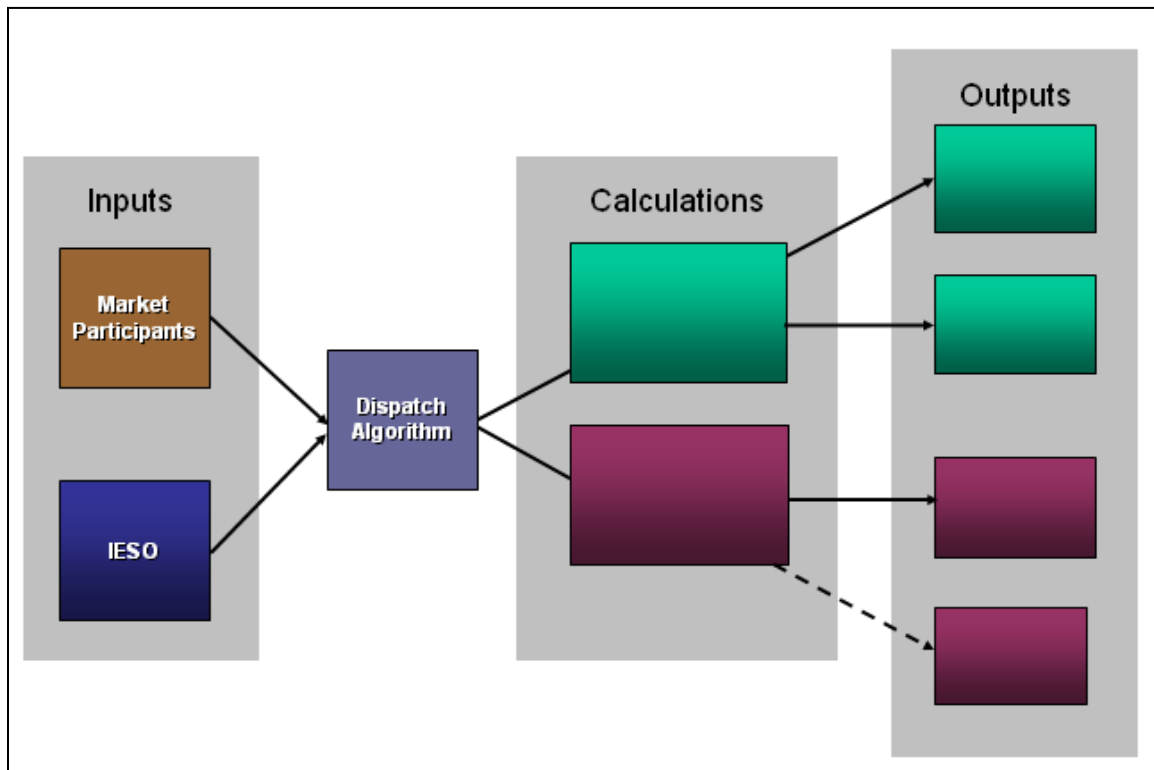 Inputs
Market
Participants
IESO
Dispatch
Algorithm
Calculations
Outputs